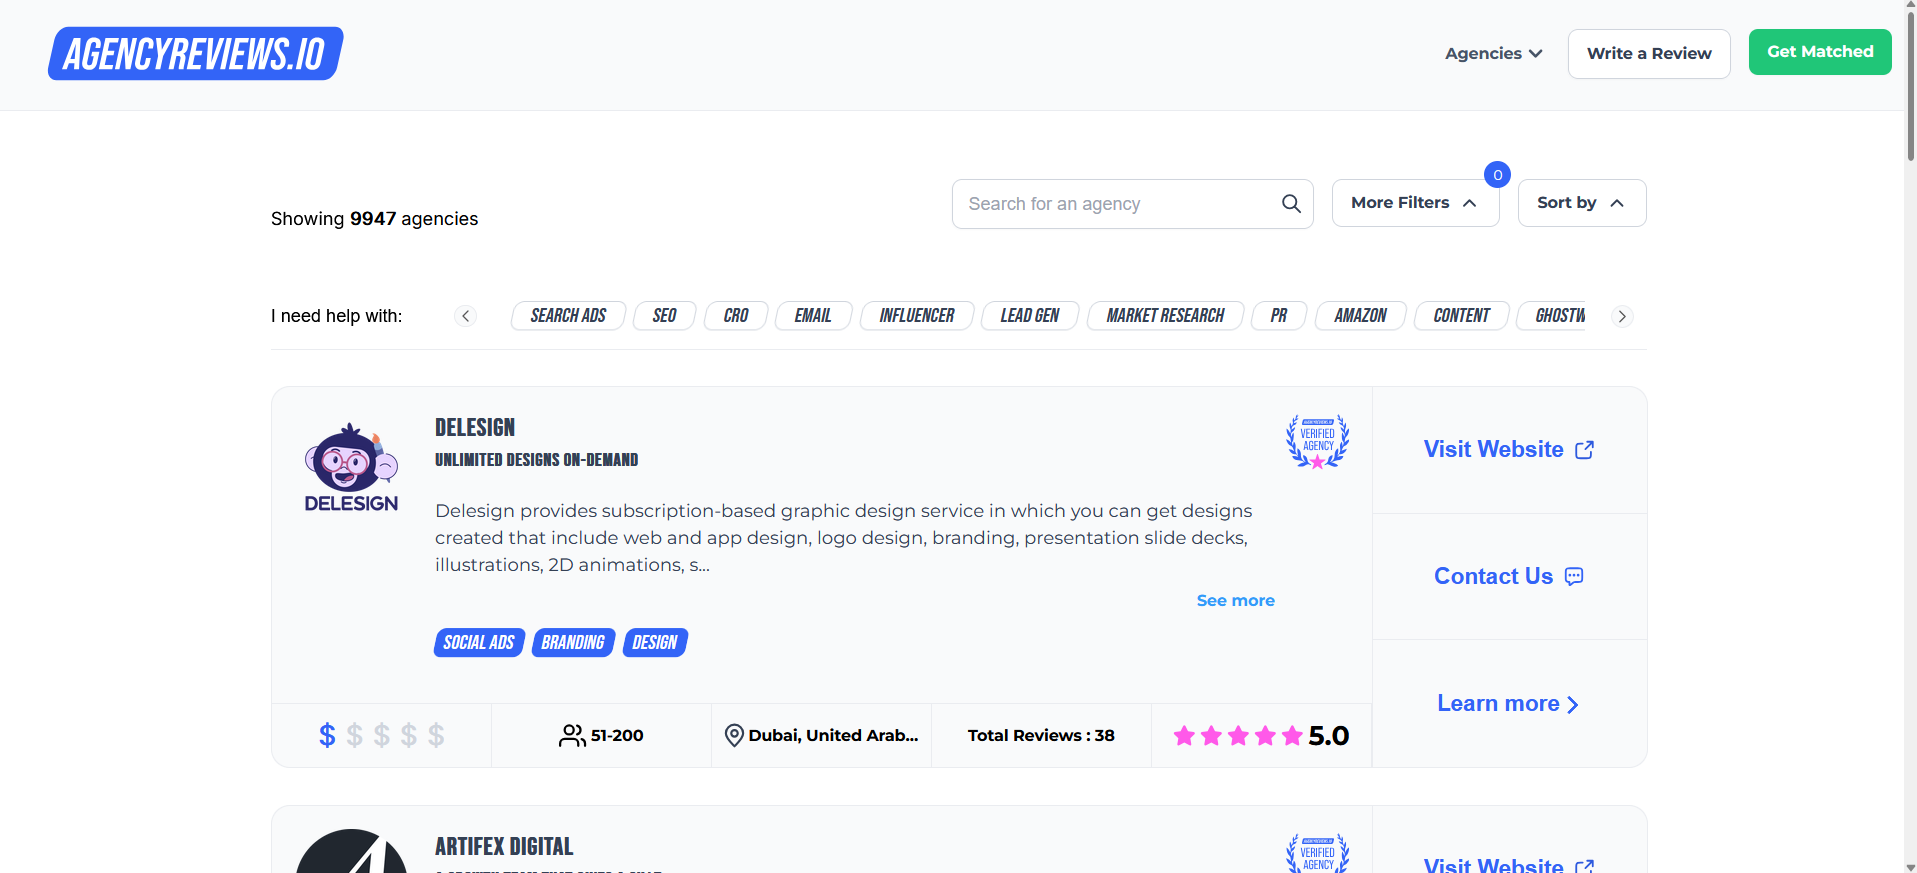 AGENCYREVIEWS.IO
Agencies
Write a Review
Get Matched
Showing 9947 agencies
Search for an agency
More Filters
0
Sort by
I need help with:
SEARCH ADS
SEO
CRO
EMAIL
INFLUENCER
LEAD GEN
MARKET RESEARCH
PR
AMAZON
CONTENT
GHOSTW
DELESIGN
DELESIGN
UNLIMITED DESIGNS ON-DEMAND
AGENCYREVIEWS.IO
VERIFIED
AGENCY
Delesign provides subscription-based graphic design service in which you can get designs
created that include web and app design, logo design, branding, presentation slide decks,
illustrations, 2D animations, s...
See more
SOCIAL ADS
BRANDING
DESIGN
Visit Website
Contact Us
Learn more
$ $ $ $ $
51-200
Dubai, United Arab...
Total Reviews : 38
5.0
ARTIFEX DIGITAL
AGENCYREVIEWS.IO
VERIFIED
AGENCY
Visit Website